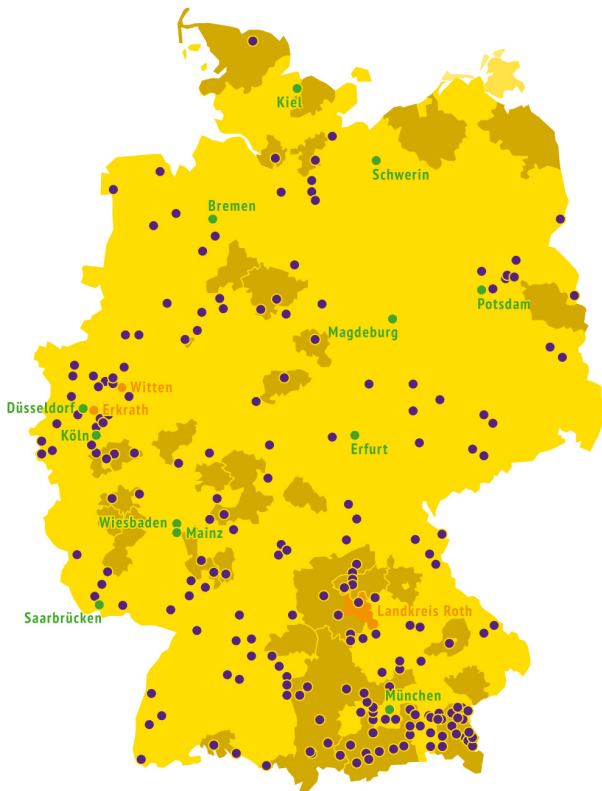 Kiel
Schwerin
Bremen
Potsdam
Magdeburg
Witten
Düsseldorf
Erkrath
Köln
Erfurt
Wiesbaden
Mainz
Saarbrücken
Landkreis Roth
München